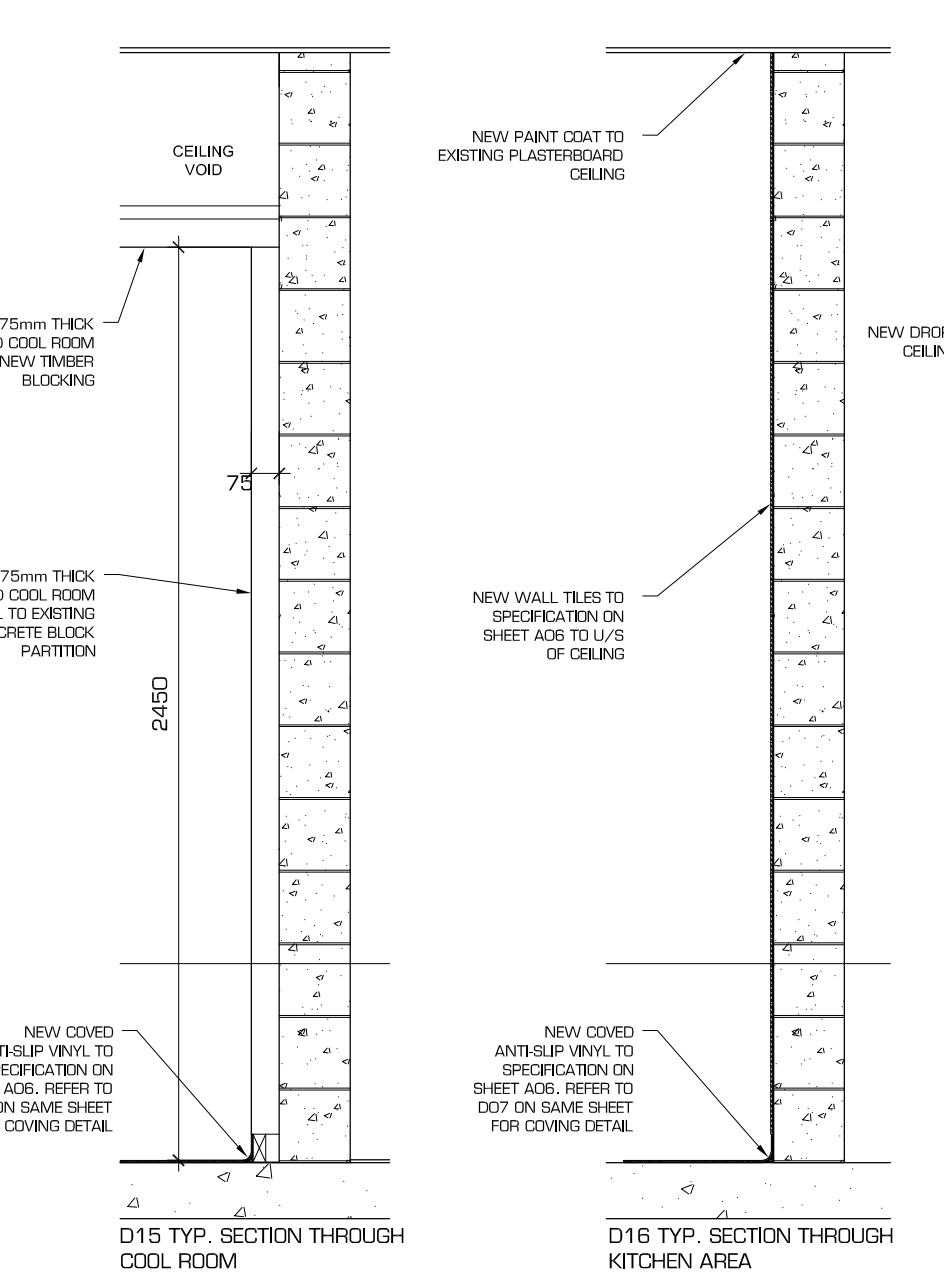 CEILING
VOID
75mm THICK
COOL ROOM
NEW TIMBER
BLOCKING
75
75mm THICK
COOL ROOM
TO EXISTING
BLOCK
PARTITION
2450
NEW COVED
VINYL TO
ON
A06. REFER TO
ON SAME SHEET
COVING DETAIL
D15 TYP. SECTION THROUGH
COOL ROOM
NEW PAINT COAT TO
EXISTING PLASTERBOARD
CEILING
NEW WALL TILES TO
SPECIFICATION ON
SHEET A06 TO U/S
OF CEILING
NEW COVED
ANTI-SLIP VINYL TO
SPECIFICATION ON
SHEET A06. REFER TO
D07 ON SAME SHEET
FOR COVING DETAIL
D16 TYP. SECTION THROUGH
KITCHEN AREA
NEW